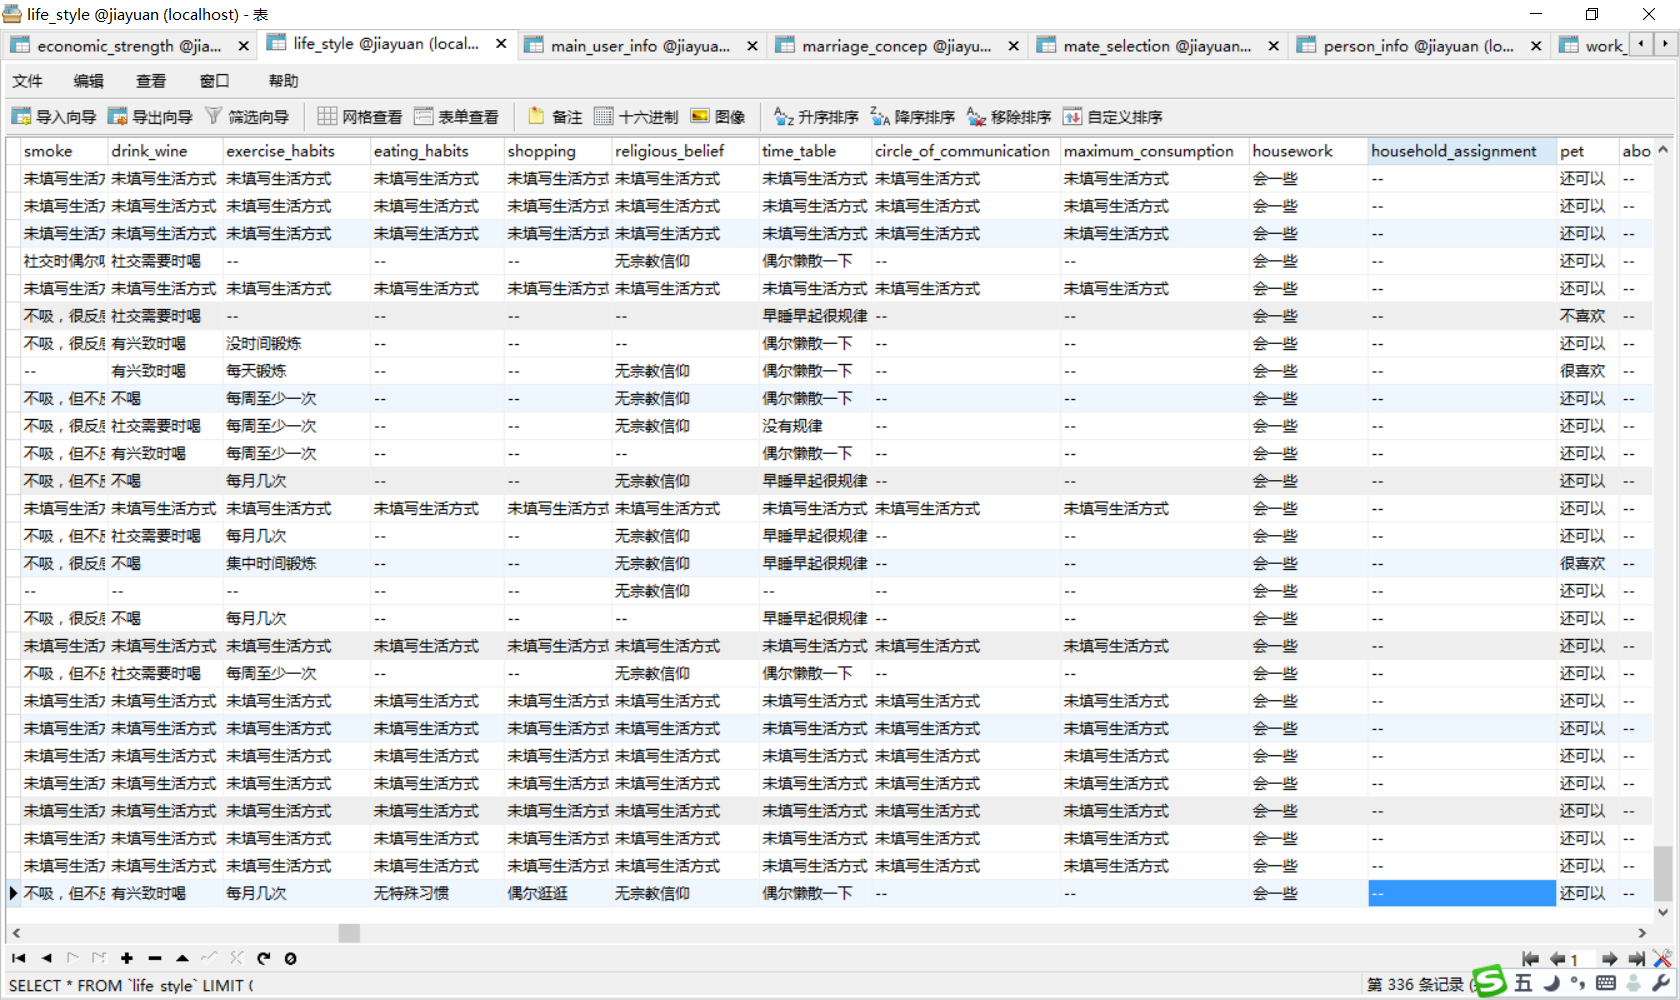 life_style @jiayuan (localhost) - 表
economic_strength @jia... life_style @jiayuan (local... main_user_info @jiayua... marriage_concep @jiayu... mate_selection @jiayuan... person_info @jiayuan (lo... work_
文件 编辑 查看 窗口 帮助
导入向导 导出向导 筛选向导 网格查看 表单查看 备注 十六进制 图像 升序排序 降序排序 移除排序 自定义排序
smoke drink_wine exercise_habits eating_habits shopping religious_belief time_table circle_of_communication maximum_consumption housework household_assignment pet abo
未填写生活方 未填写生活方式 未填写生活方式 未填写生活方式 未填写生活方式 未填写生活方式 未填写生活方式 未填写生活方式 未填写生活方式 会一些 -- 还可以 --
未填写生活方 未填写生活方式 未填写生活方式 未填写生活方式 未填写生活方式 未填写生活方式 未填写生活方式 未填写生活方式 未填写生活方式 会一些 -- 还可以 --
未填写生活方 未填写生活方式 未填写生活方式 未填写生活方式 未填写生活方式 未填写生活方式 未填写生活方式 未填写生活方式 未填写生活方式 会一些 -- 还可以 --
社交时偶尔 社交需要时喝 -- -- -- 无宗教信仰 偶尔懒散一下 -- -- 会一些 -- 还可以 --
未填写生活方 未填写生活方式 未填写生活方式 未填写生活方式 未填写生活方式 未填写生活方式 未填写生活方式 未填写生活方式 未填写生活方式 会一些 -- 还可以 --
不吸，很反感 社交需要时喝 -- -- -- -- 早睡早起很规律 -- -- 会一些 -- 不喜欢 --
不吸，很反感 有兴致时喝 没时间锻炼 -- -- -- 偶尔懒散一下 -- -- 会一些 -- 还可以 --
-- 有兴致时喝 每天锻炼 -- -- 无宗教信仰 偶尔懒散一下 -- -- 会一些 -- 很喜欢 --
不吸，但不反 不喝 每周至少一次 -- -- 无宗教信仰 偶尔懒散一下 -- -- 会一些 -- 还可以 --
不吸，很反感 社交需要时喝 每周至少一次 -- -- 无宗教信仰 没有规律 -- -- 会一些 -- 还可以 --
不吸，但不反 有兴致时喝 每周至少一次 -- -- -- 偶尔懒散一下 -- -- 会一些 -- 还可以 --
不吸，但不反 不喝 每月几次 -- -- 无宗教信仰 早睡早起很规律 -- -- 会一些 -- 还可以 --
未填写生活方 未填写生活方式 未填写生活方式 未填写生活方式 未填写生活方式 未填写生活方式 未填写生活方式 未填写生活方式 未填写生活方式 会一些 -- 还可以 --
不吸，但不反 社交需要时喝 每月几次 -- -- 无宗教信仰 早睡早起很规律 -- -- 会一些 -- 还可以 --
不吸，很反感 不喝 集中时间锻炼 -- -- 无宗教信仰 早睡早起很规律 -- -- 会一些 -- 很喜欢 --
-- -- -- -- -- 无宗教信仰 -- -- -- 会一些 -- 还可以 --
不吸，很反感 不喝 每月几次 -- -- -- 早睡早起很规律 -- -- 会一些 -- 还可以 --
未填写生活方 未填写生活方式 未填写生活方式 未填写生活方式 未填写生活方式 未填写生活方式 未填写生活方式 未填写生活方式 未填写生活方式 会一些 -- 还可以 --
不吸，但不反 社交需要时喝 每周至少一次 -- -- 无宗教信仰 偶尔懒散一下 -- -- 会一些 -- 还可以 --
未填写生活方 未填写生活方式 未填写生活方式 未填写生活方式 未填写生活方式 未填写生活方式 未填写生活方式 未填写生活方式 未填写生活方式 会一些 -- 还可以 --
未填写生活方 未填写生活方式 未填写生活方式 未填写生活方式 未填写生活方式 未填写生活方式 未填写生活方式 未填写生活方式 未填写生活方式 会一些 -- 还可以 --
未填写生活方 未填写生活方式 未填写生活方式 未填写生活方式 未填写生活方式 未填写生活方式 未填写生活方式 未填写生活方式 未填写生活方式 会一些 -- 还可以 --
未填写生活方 未填写生活方式 未填写生活方式 未填写生活方式 未填写生活方式 未填写生活方式 未填写生活方式 未填写生活方式 未填写生活方式 会一些 -- 还可以 --
未填写生活方 未填写生活方式 未填写生活方式 未填写生活方式 未填写生活方式 未填写生活方式 未填写生活方式 未填写生活方式 未填写生活方式 会一些 -- 还可以 --
未填写生活方 未填写生活方式 未填写生活方式 未填写生活方式 未填写生活方式 未填写生活方式 未填写生活方式 未填写生活方式 未填写生活方式 会一些 -- 还可以 --
未填写生活方 未填写生活方式 未填写生活方式 未填写生活方式 未填写生活方式 未填写生活方式 未填写生活方式 未填写生活方式 未填写生活方式 会一些 -- 还可以 --
不吸，但不反 有兴致时喝 每月几次 无特殊习惯 偶尔逛逛 无宗教信仰 偶尔懒散一下 -- -- 会一些 -- 还可以 --
1
SELECT * FROM `life_style` LIMIT (
第 336 条记录 (
五